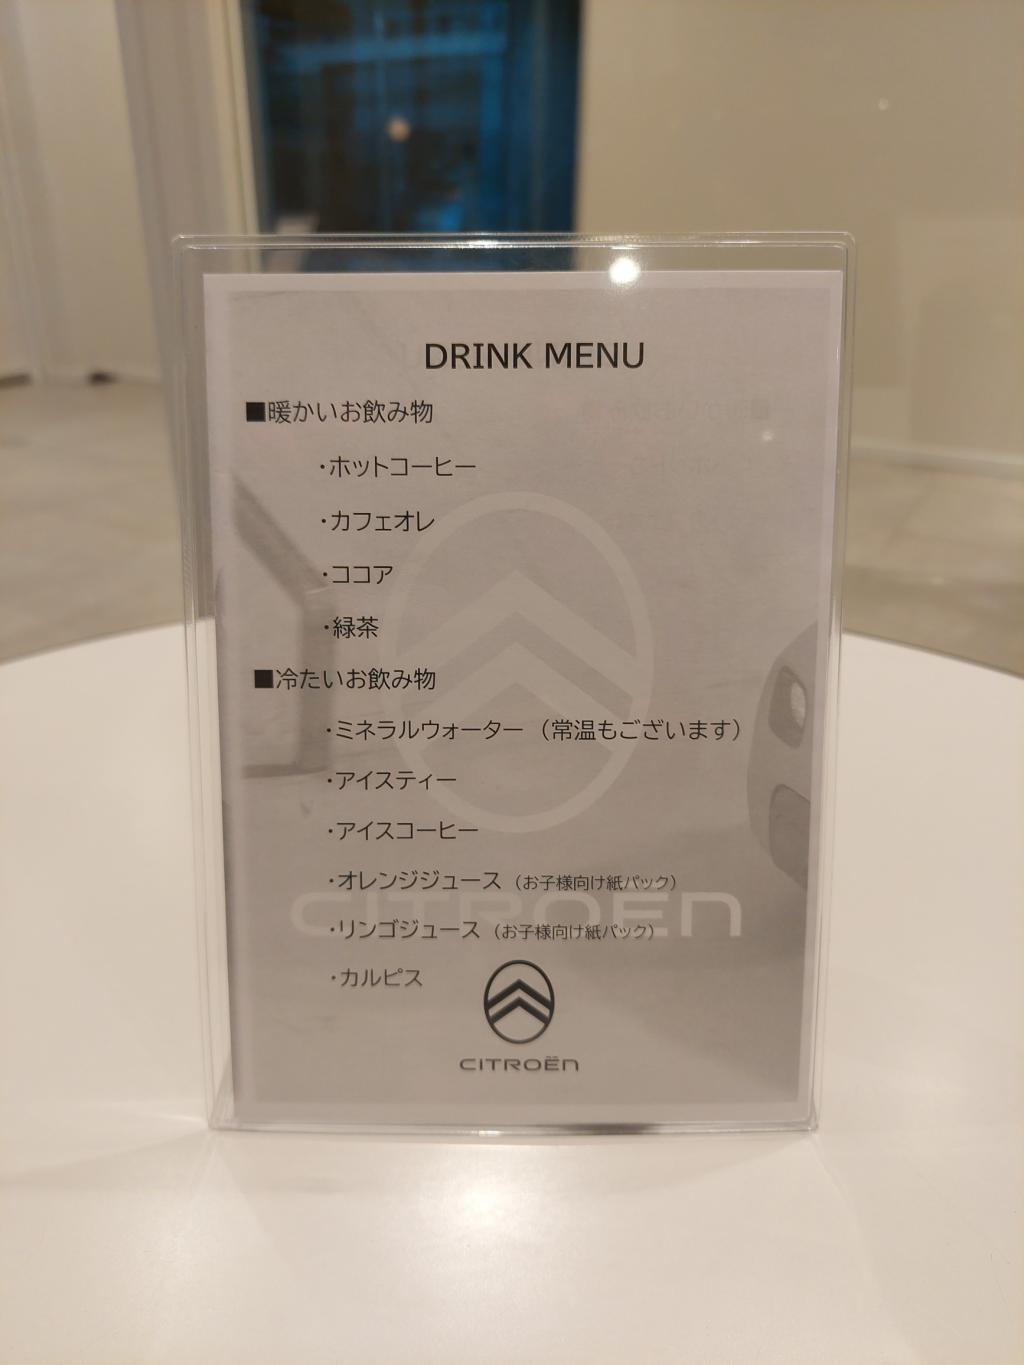 DRINK MENU
■暖かいお飲み物
・ホットコーヒー
・カフェオレ
・ココア
・緑茶
■冷たいお飲み物
・ミネラルウォーター（常温もございます）
・アイスティー
・アイスコーヒー
・オレンジジュース（お子様向け紙パック）
CITROËN
・リンゴジュース（お子様向け紙パック）
・カルピス
CITROËN